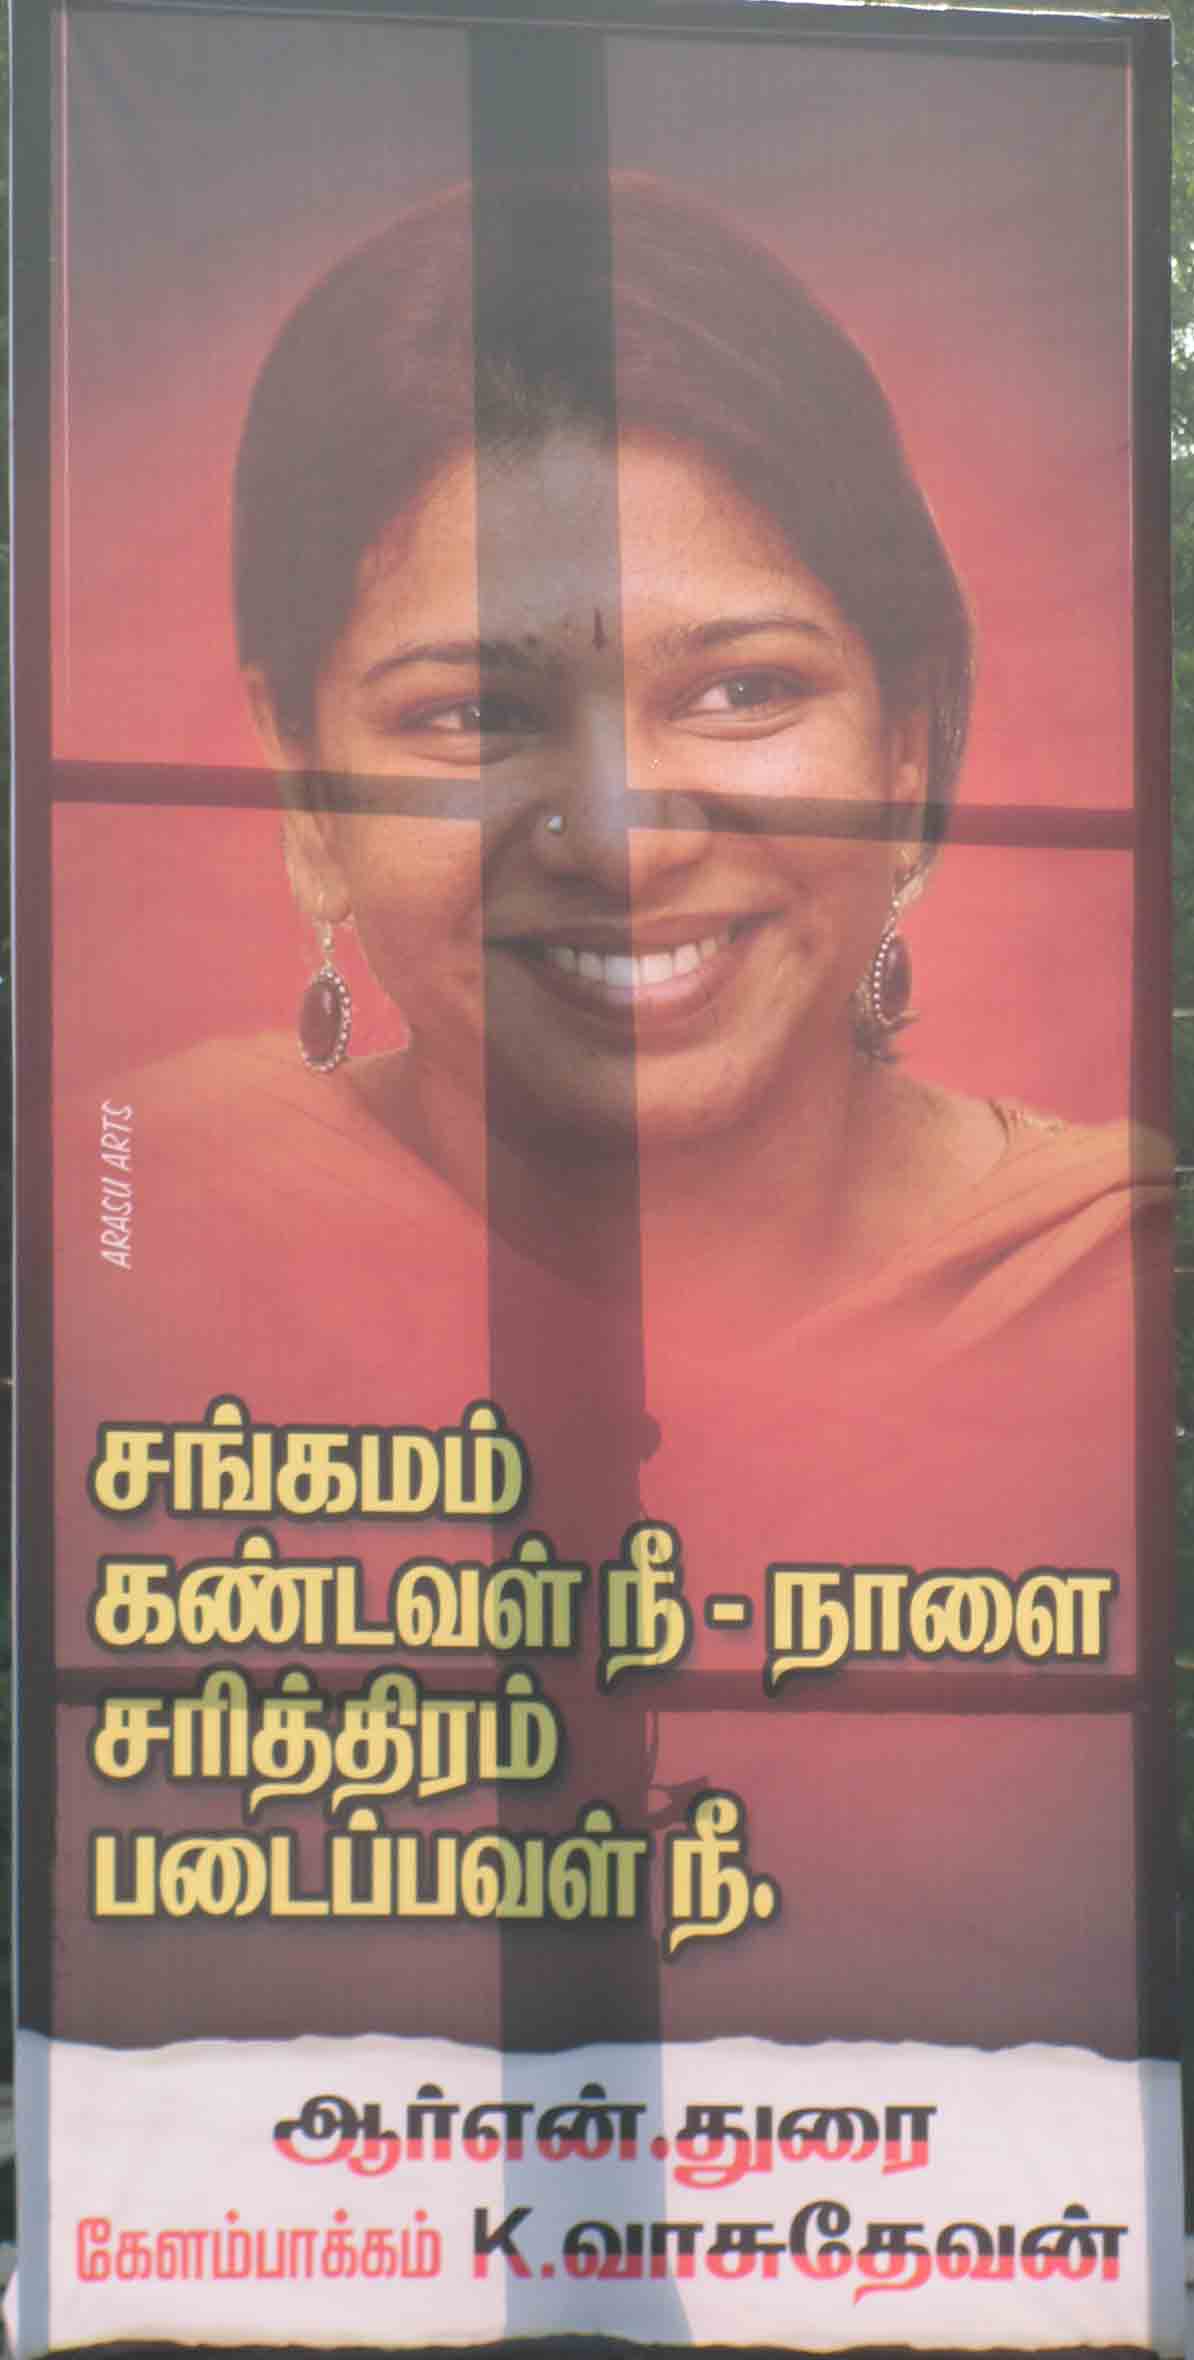 ARASU ARTS
சங்கமம்
கண்டவள் நீ - நாளை
சரித்திரம்
படைப்பவள் நீ.
ஆர்என்.துரை
கேளம்பாக்கம் K.வாசுதேவன்